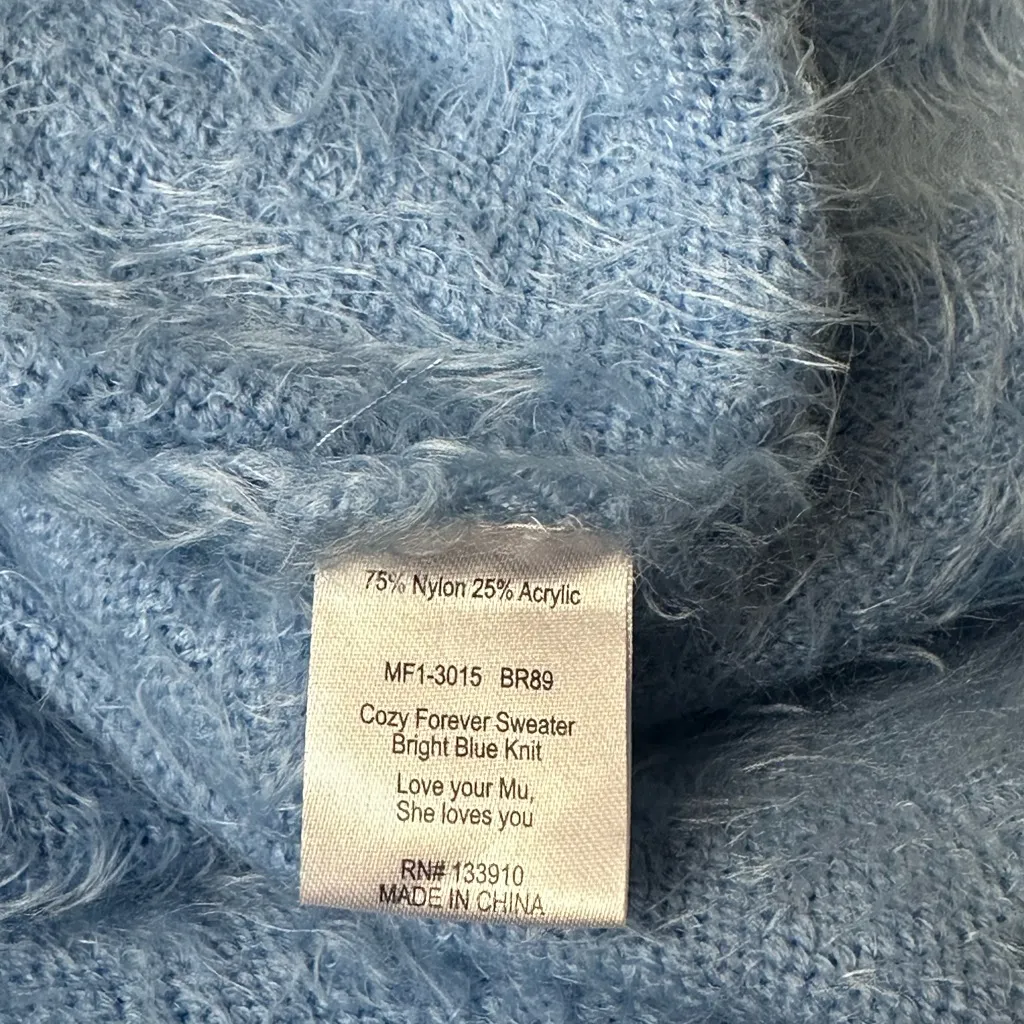 75% Nylon 25% Acrylic
MF1-3015 BR89
Cozy Forever Sweater
Bright Blue Knit
Love your Mu,
She loves you
RN# 133910
MADE IN CHINA